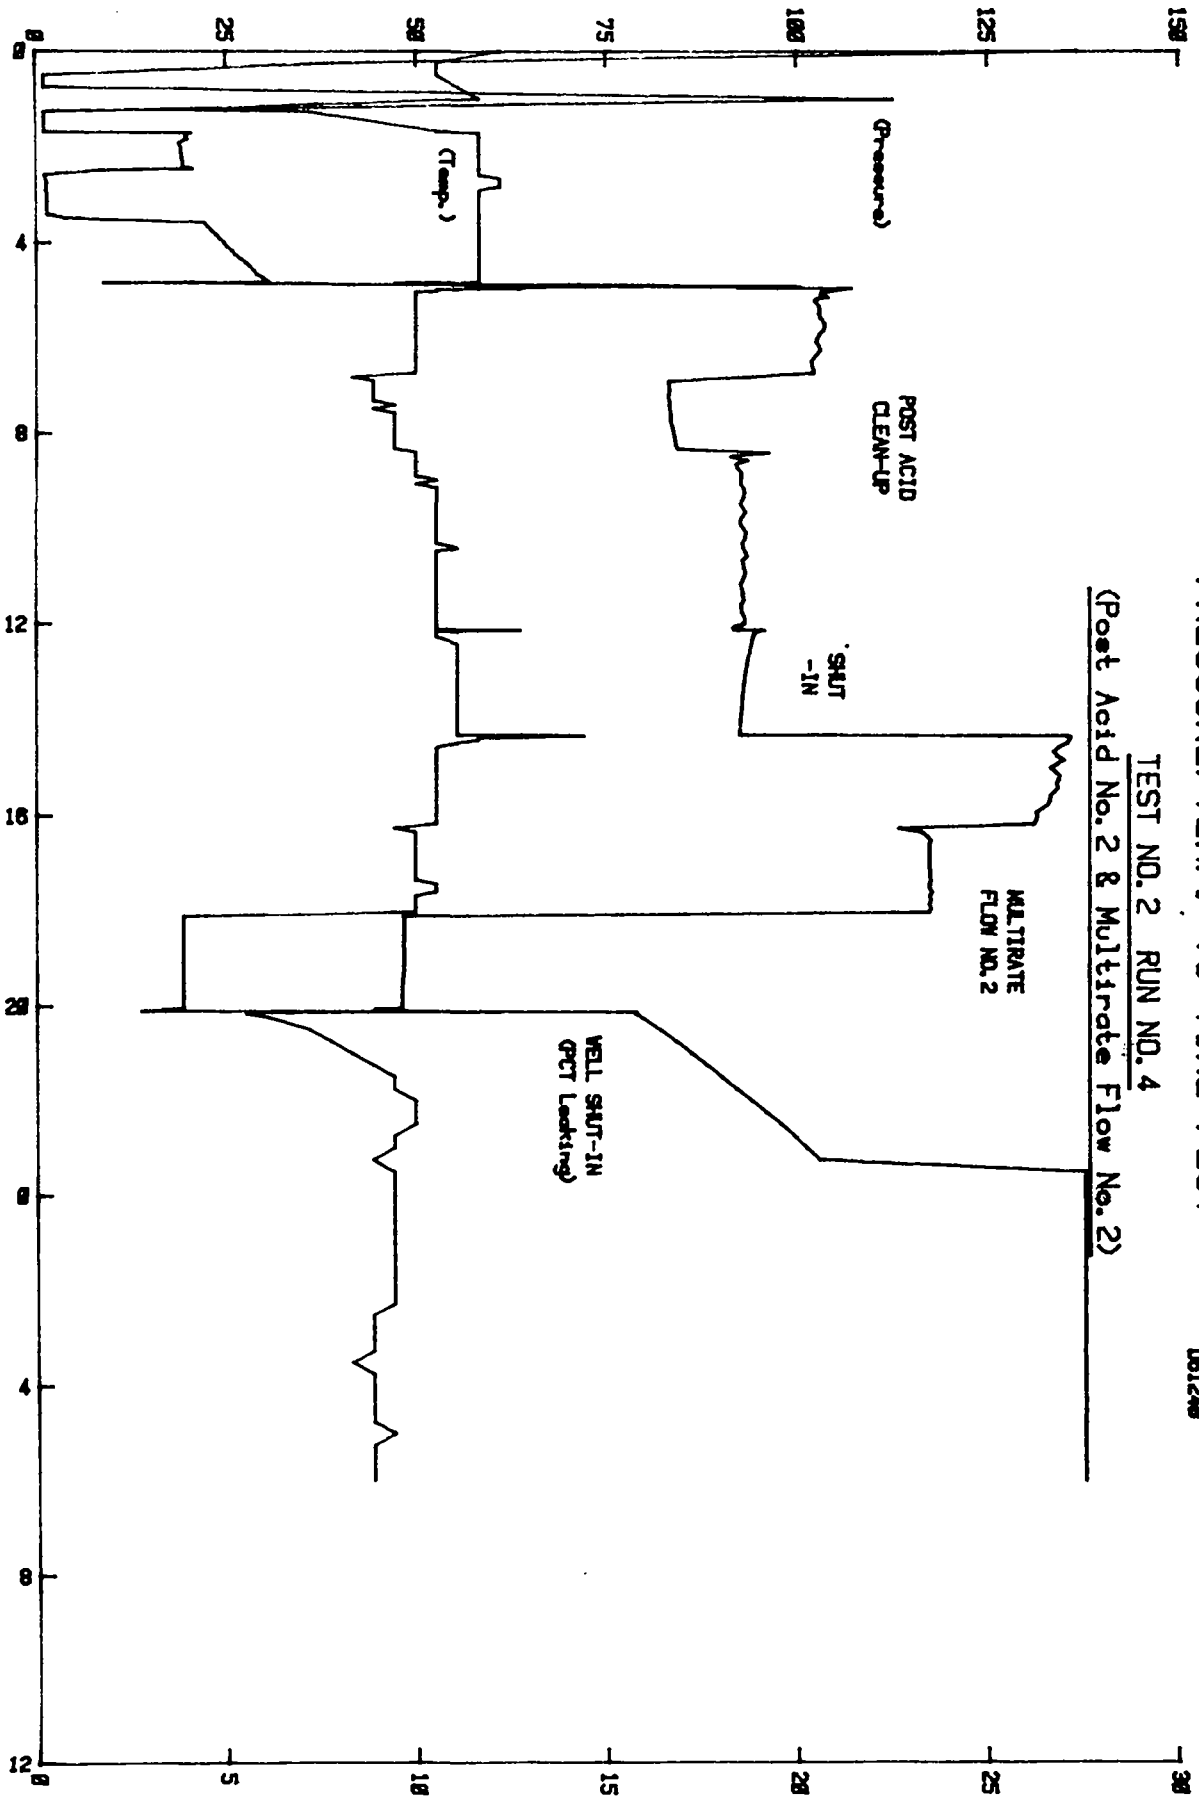 TEST NO. 2 RUN NO. 4
(Post Acid No. 2 & Multirate Flow No. 2)
150
125
100
75
50
25
0
30
25
20
15
10
5
0
(Pressure)
(Temp.)
POST ACID
CLEAN-UP
SHUT
-IN
MULTIRATE
FLOW NO. 2
WELL SHUT-IN
(PCT Leaking)
0
4
8
12
16
20
0
4
8
12